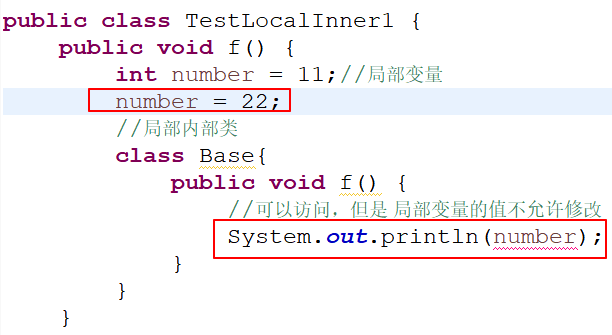 public class TestLocalInner1 {
public void f() {
int number = 11;//局部变量
number = 22;
//局部内部类
class Base{
public void f() {
//可以访问，但是 局部变量的值不允许修改
System.out.println(number);
}
}
}